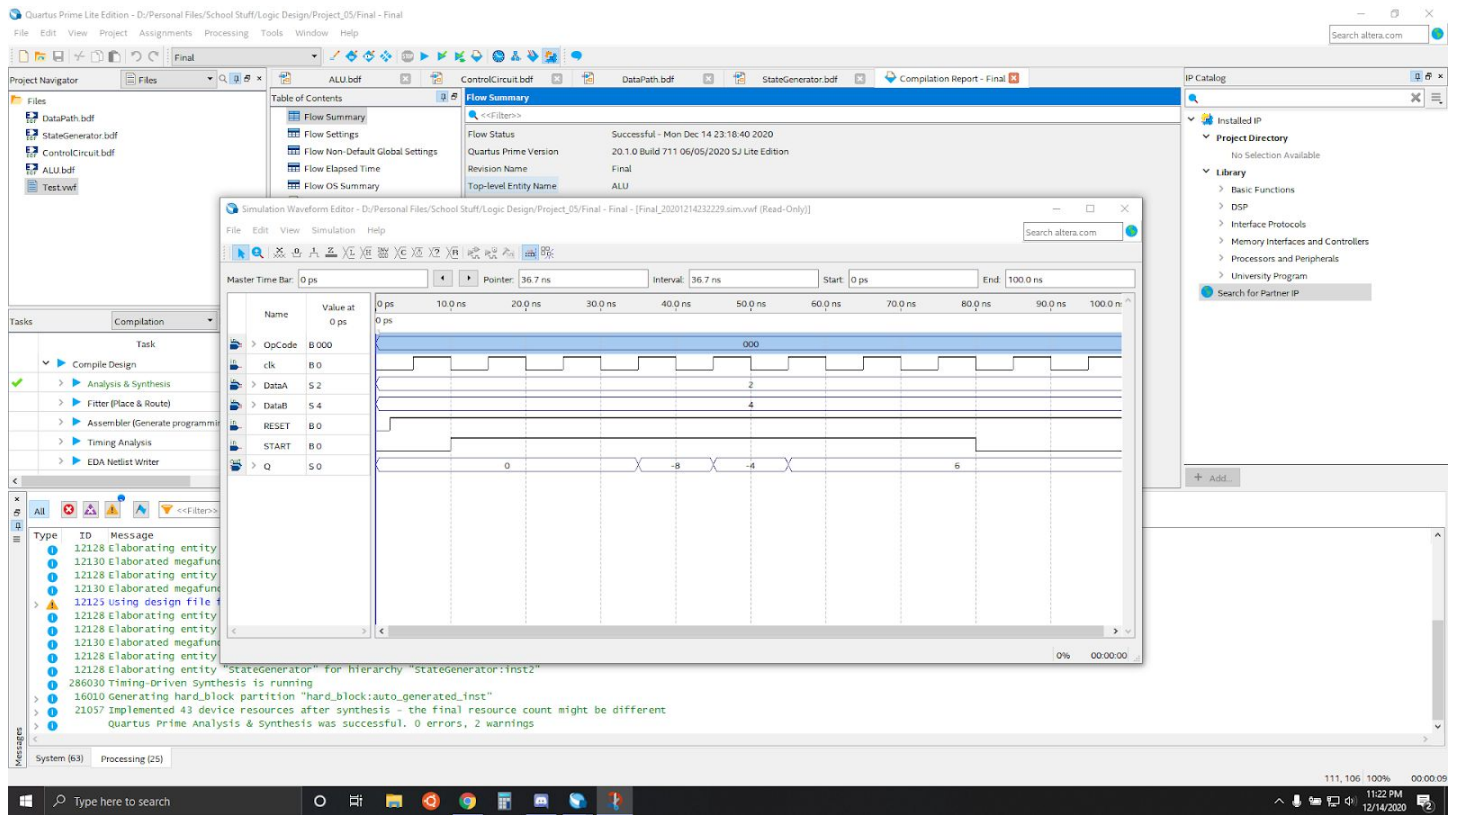 Quartus Prime Lite Edition - D:/Personal Files/School Stuff/Logic Design/Project_05/Final - Final
File Edit View Project Assignments Processing Tools Window Help
Search altera.com
Final
Project Navigator
Files
ALU.bdf
ControlCircuit.bdf
DataPath.bdf
StateGenerator.bdf
Compilation Report - Final
IP Catalog
Files
DataPath.bdf
StateGenerator.bdf
ControlCircuit.bdf
ALU.bdf
Test.vwf
Table of Contents
Flow Summary
Flow Settings
Flow Non-Default Global Settings
Flow Elapsed Time
Flow OS Summary
Flow Summary
<<Filter>>
Flow Status Successful - Mon Dec 14 23:18:40 2020
Quartus Prime Version 20.1.0 Build 711 06/05/2020 SJ Lite Edition
Revision Name Final
Top-level Entity Name ALU
Installed IP
Project Directory
No Selection Available
Library
Basic Functions
DSP
Interface Protocols
Memory Interfaces and Controllers
Processors and Peripherals
University Program
Search for Partner IP
+ Add...
Simulation Waveform Editor - D:/Personal Files/School Stuff/Logic Design/Project_05/Final - Final - [Final_20201214232229.sim.vwf (Read-Only)]
File Edit View Simulation Help
Search altera.com
Master Time Bar: 0 ps
Pointer: 36.7 ns
Interval: 36.7 ns
Start: 0 ps
End: 100.0 ns
Name
Value at
0 ps
0 ps 10.0 ns 20.0 ns 30.0 ns 40.0 ns 50.0 ns 60.0 ns 70.0 ns 80.0 ns 90.0 ns 100.0 n
0 ps
OpCode B 000 000
clk B 0
DataA S 2 2
DataB S 4 4
RESET B 0
START B 0
Q S 0 0 -8 -4 6
0% 00:00:00
Tasks
Compilation
Task
Compile Design
Analysis & Synthesis
Fitter (Place & Route)
Assembler (Generate programmin
Timing Analysis
EDA Netlist Writer
All
<<Filter>>
Type ID Message
12128 Elaborating entity
12130 Elaborated megafunc
12128 Elaborating entity
12130 Elaborated megafunc
12125 Using design file
12128 Elaborating entity
12128 Elaborating entity
12130 Elaborated megafunc
12128 Elaborating entity
12128 Elaborating entity "StateGenerator" for hierarchy "StateGenerator:inst2"
286030 Timing-Driven Synthesis is running
16010 Generating hard_block partition "hard_block:auto_generated_inst"
21057 Implemented 43 device resources after synthesis - the final resource count might be different
Quartus Prime Analysis & Synthesis was successful. 0 errors, 2 warnings
Messages
System (63) Processing (25)
111, 106 100% 00:00:09
Type here to search
11:22 PM
12/14/2020